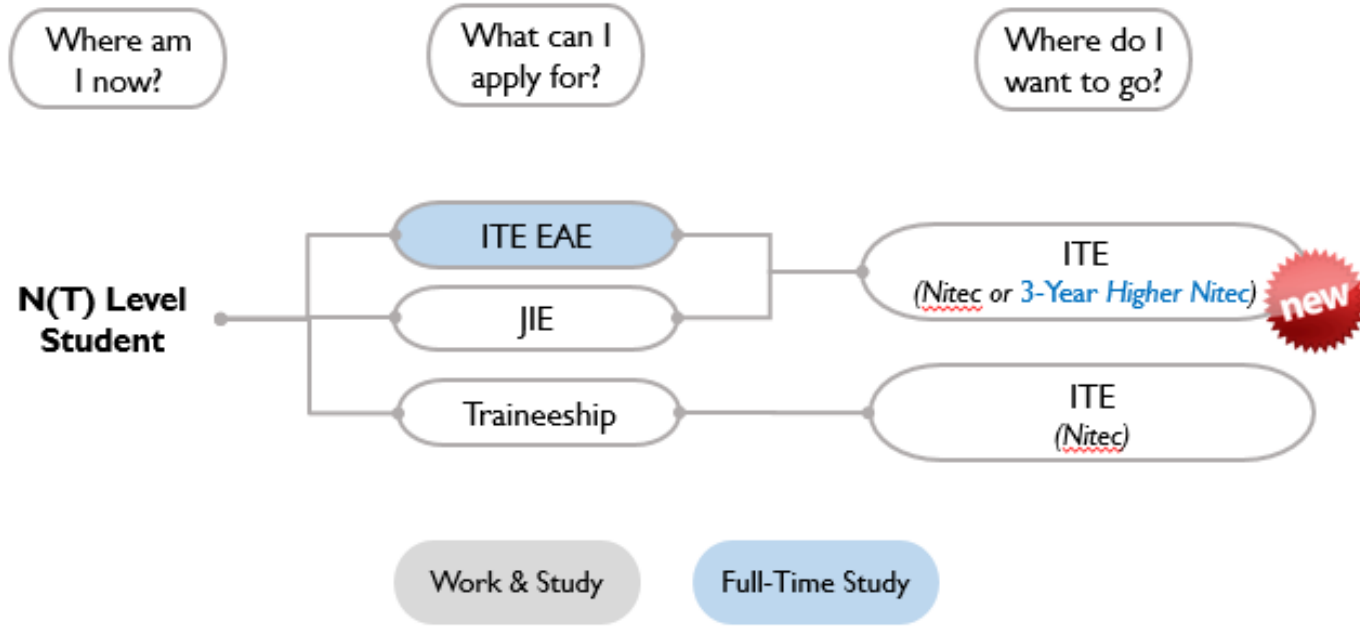 Where am
I now?
What can I
apply for?
Where do I
want to go?
N(T) Level
Student
ITE EAE
JIE
Traineeship
ITE
(Nitec or 3-Year Higher Nitec)
new
ITE
(Nitec)
Work & Study
Full-Time Study